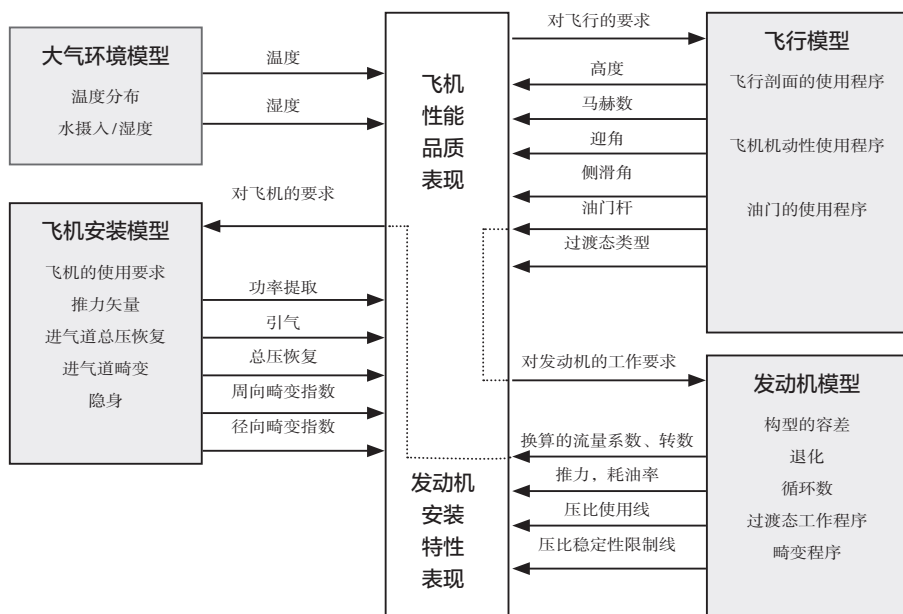 大气环境模型
温度分布
水摄入/湿度
温度
湿度
对飞机的要求
飞机安装模型
飞机的使用要求
推力矢量
进气道总压恢复
进气道畸变
隐身
功率提取
引气
总压恢复
周向畸变指数
径向畸变指数
飞机
性能
品质
表现
发动机
安装
特性
表现
对飞行的要求
高度
马赫数
迎角
侧滑角
油门杆
过渡态类型
飞行模型
飞行剖面的使用程序
飞机机动性使用程序
油门的使用程序
对发动机的工作要求
换算的流量系数、转数
推力，耗油率
压比使用线
压比稳定性限制线
发动机模型
构型的容差
退化
循环数
过渡态工作程序
畸变程序